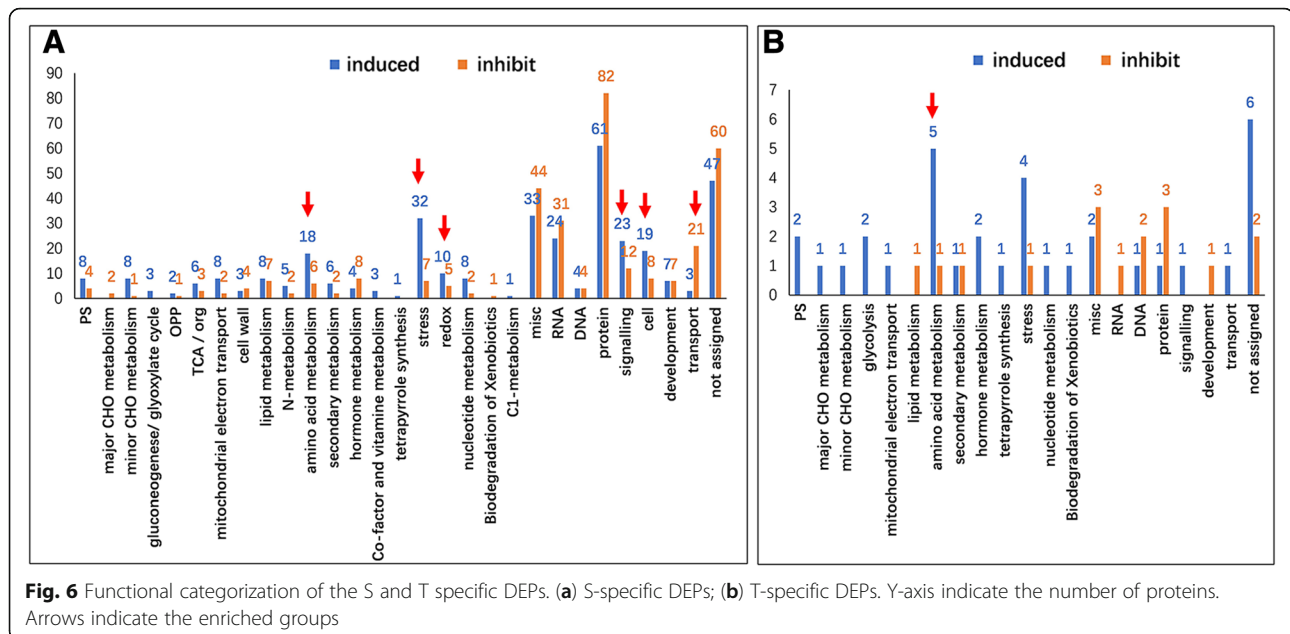 A
induced inhibit
90
80
70
60
50
40
30
20
10
0
8 4 2 8 1 3 2 1 6 3 8 2 3 4 8 7 5 2 18 6 6 2 4 8 3 1 32 7 10 5 8 2 1 1 33 44 24 31 4 4 61 82 23 12 19 8 7 7 3 21 47 60
PS
major CHO metabolism
minor CHO metabolism
gluconeogenese/ glyoxylate cycle
OPP
TCA / org
mitochondrial electron transport
cell wall
lipid metabolism
N-metabolism
amino acid metabolism
secondary metabolism
hormone metabolism
Co-factor and vitamine metabolism
tetrapyrrole synthesis
stress
redox
nucleotide metabolism
Biodegradation of Xenobiotics
C1-metabolism
misc
RNA
DNA
protein
signalling
cell
development
transport
not assigned
B
induced inhibit
7
6
5
4
3
2
1
0
2 1 1 2 1 1 5 1 1 1 2 1 4 1 1 1 2 3 1 1 2 1 3 1 1 1 6 2
PS
major CHO metabolism
minor CHO metabolism
glycolysis
mitochondrial electron transport
lipid metabolism
amino acid metabolism
secondary metabolism
hormone metabolism
tetrapyrrole synthesis
stress
nucleotide metabolism
Biodegradation of Xenobiotics
misc
RNA
DNA
protein
signalling
development
transport
not assigned
Fig. 6 Functional categorization of the S and T specific DEPs. (a) S-specific DEPs; (b) T-specific DEPs. Y-axis indicate the number of proteins.
Arrows indicate the enriched groups